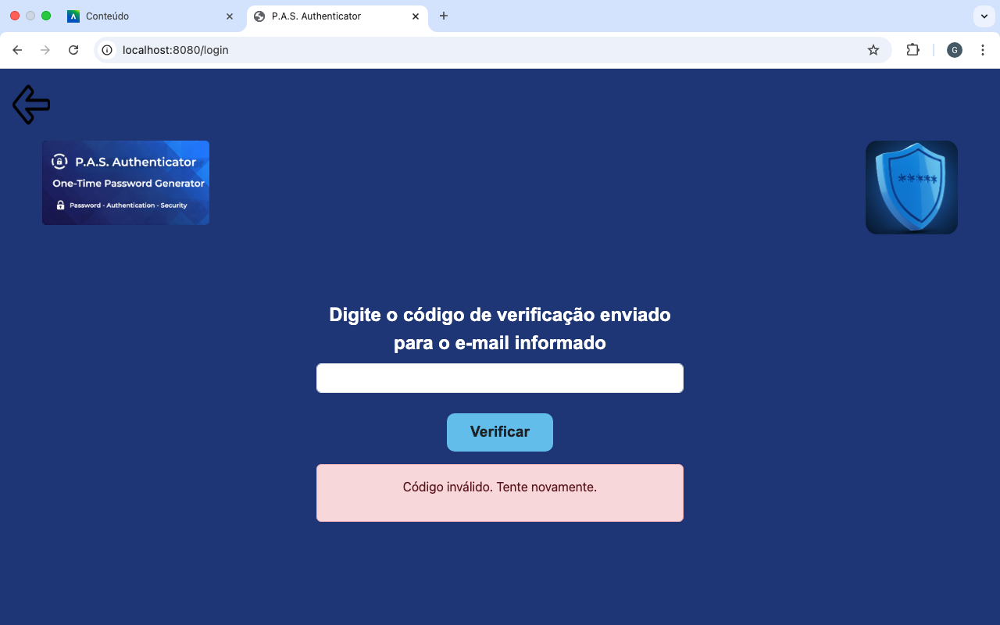 Conteúdo
P.A.S. Authenticator
localhost:8080/login
G
P.A.S. Authenticator
One-Time Password Generator
Password - Authentication - Security
*****
Digite o código de verificação enviado
para o e-mail informado
Verificar
Código inválido. Tente novamente.